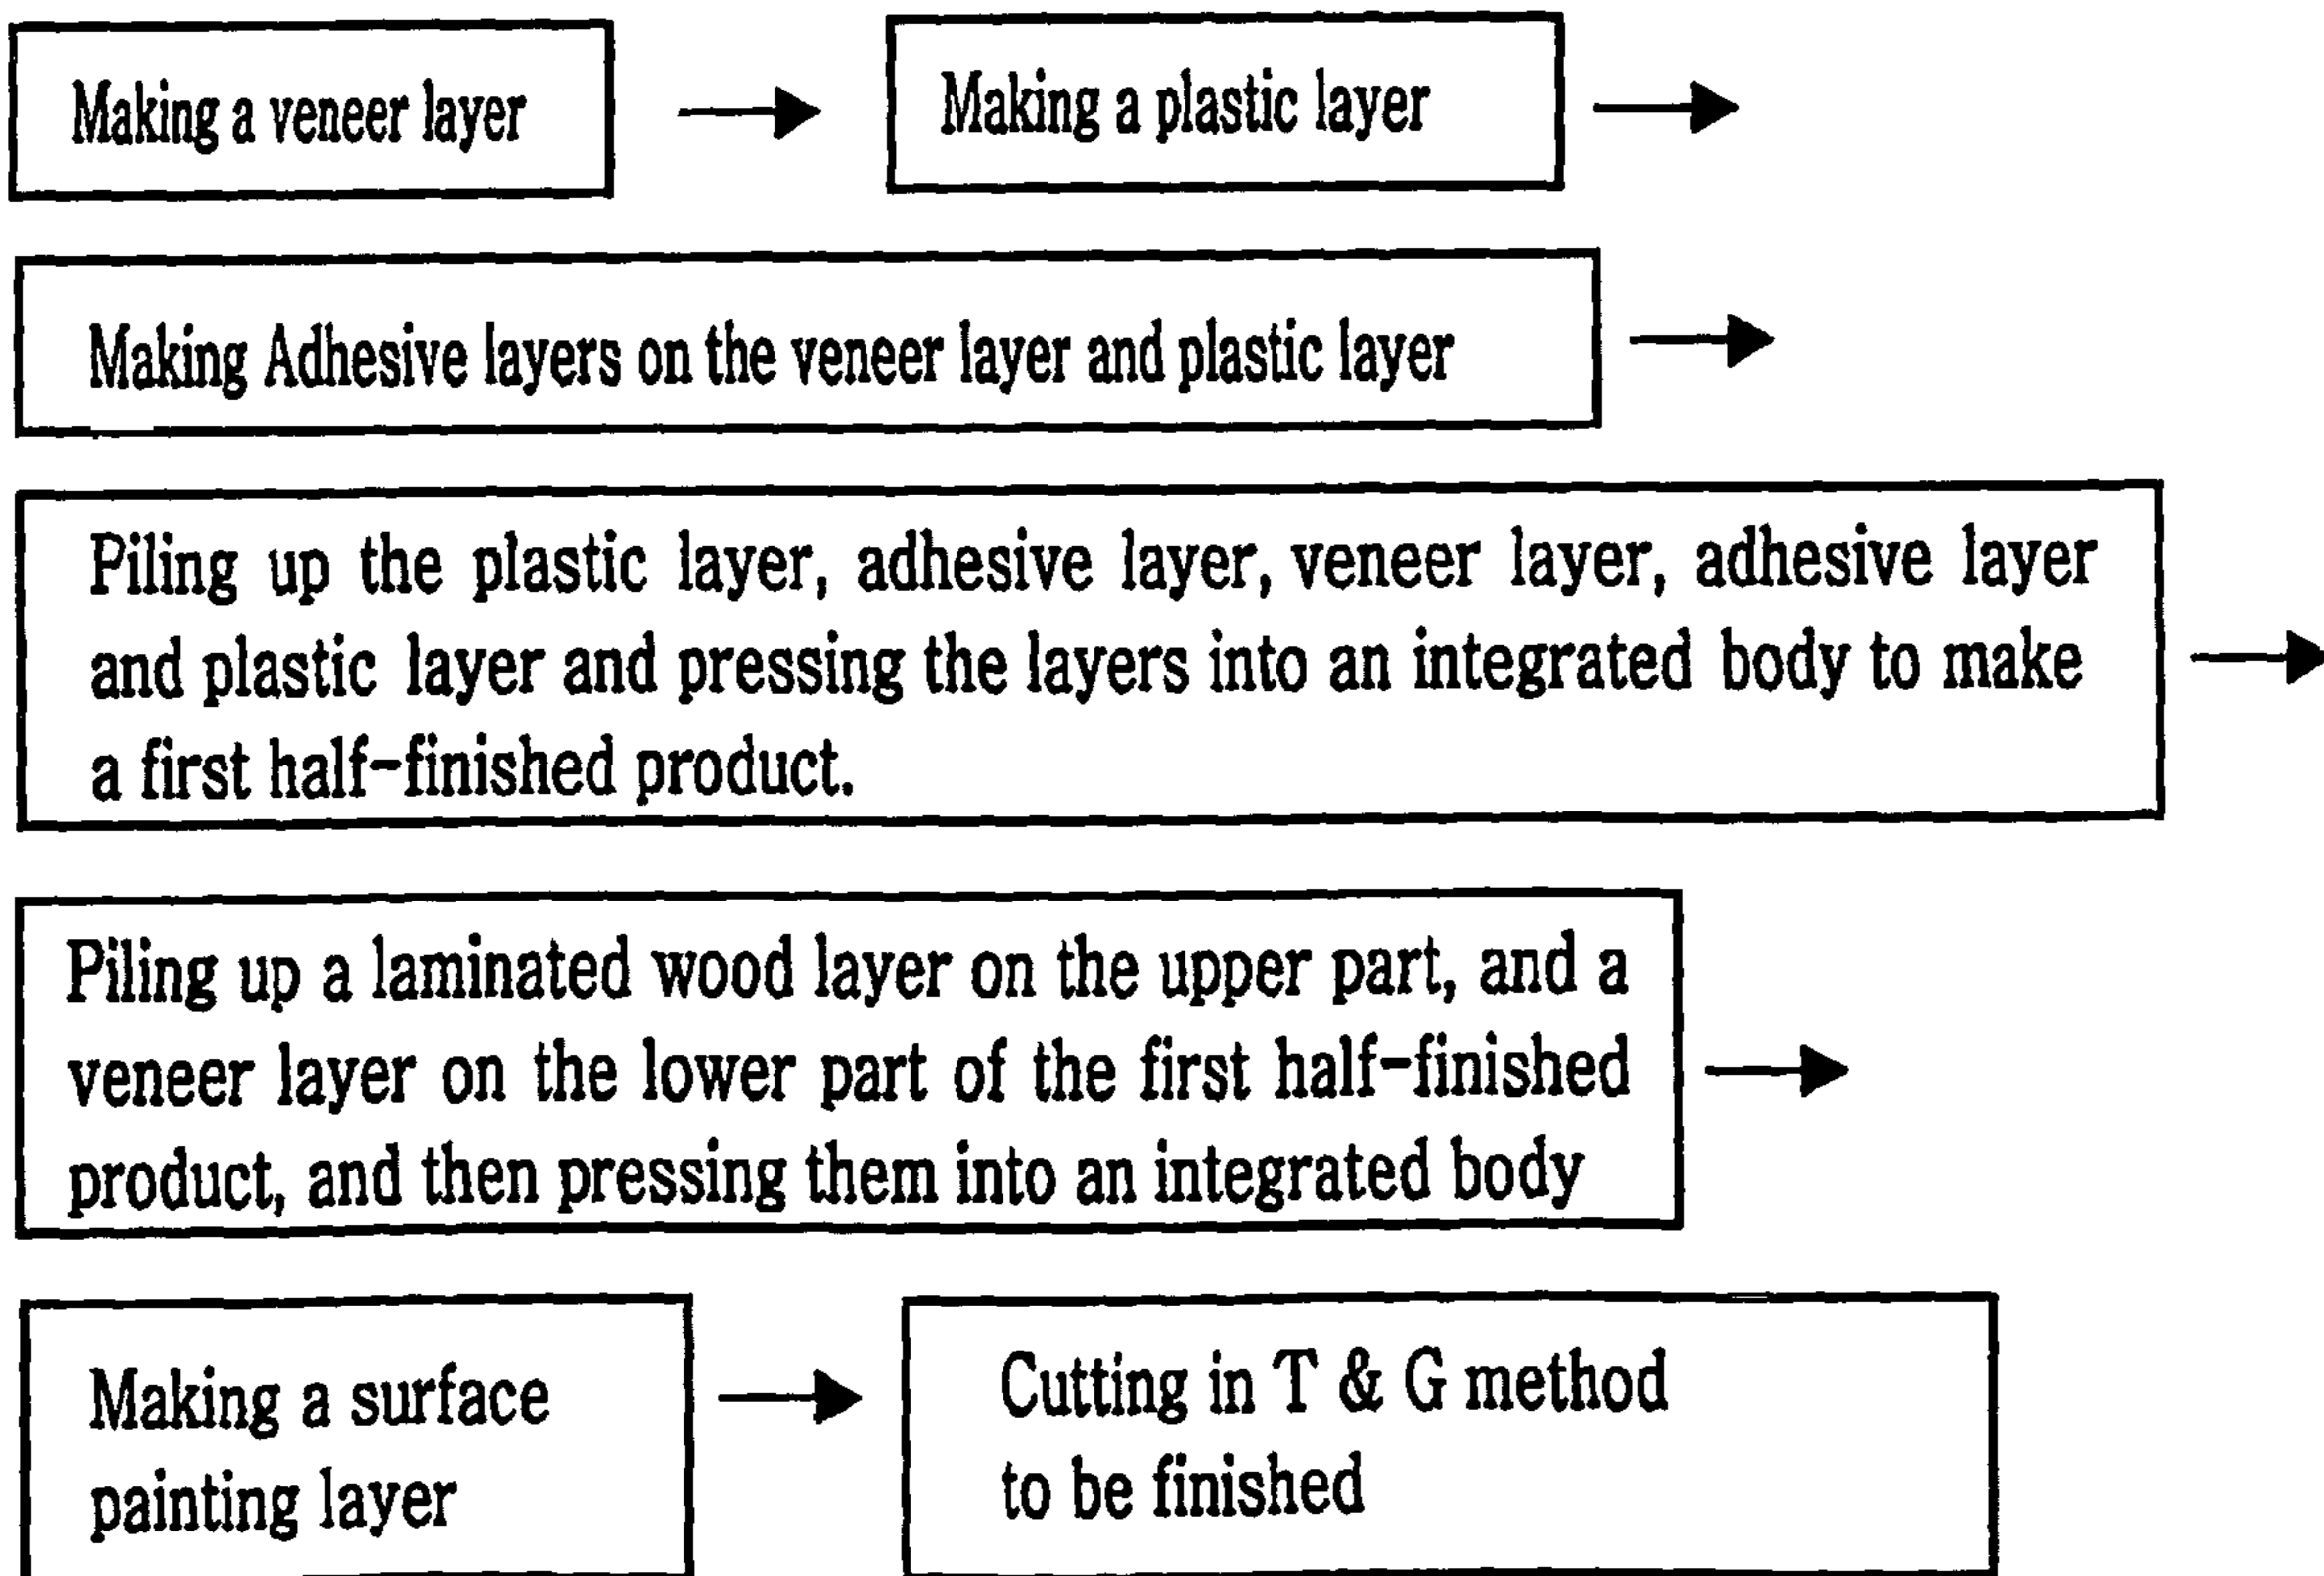 Making a veneer layer
Making a plastic layer
Making Adhesive layers on the veneer layer and plastic layer
Piling up the plastic layer, adhesive layer, veneer layer, adhesive layer
and plastic layer and pressing the layers into an integrated body to make
a first half-finished product.
Piling up a laminated wood layer on the upper part, and a
veneer layer on the lower part of the first half-finished
product, and then pressing them into an integrated body
Making a surface
painting layer
Cutting in T & G method
to be finished